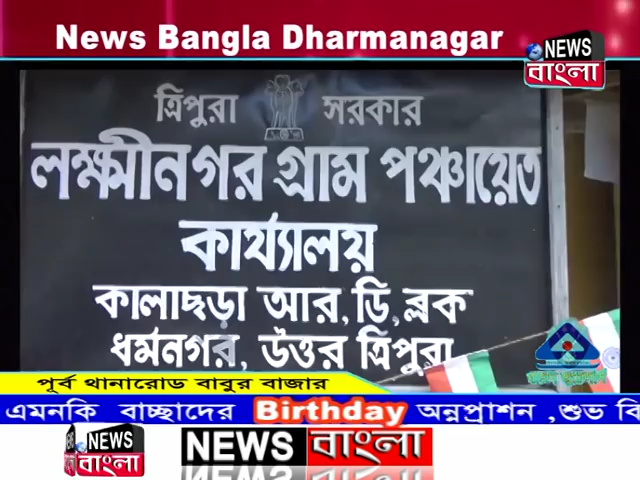 News Bangla Dharmanagar
NEWS
বাংলা
ত্রিপুরা সরকার
লক্ষ্মীনগর গ্রাম পঞ্চায়েত
কার্য্যালয়
কালাছড়া আর, ডি, ব্লক
ধর্মনগর, উত্তর ত্রিপুরা
পূর্ব থানারোড বাবুর বাজার
এমনকি বাচ্ছাদের Birthday অন্নপ্রাশন ,শুভ বি
NEWS
বাংলা
NEWS বাংলা